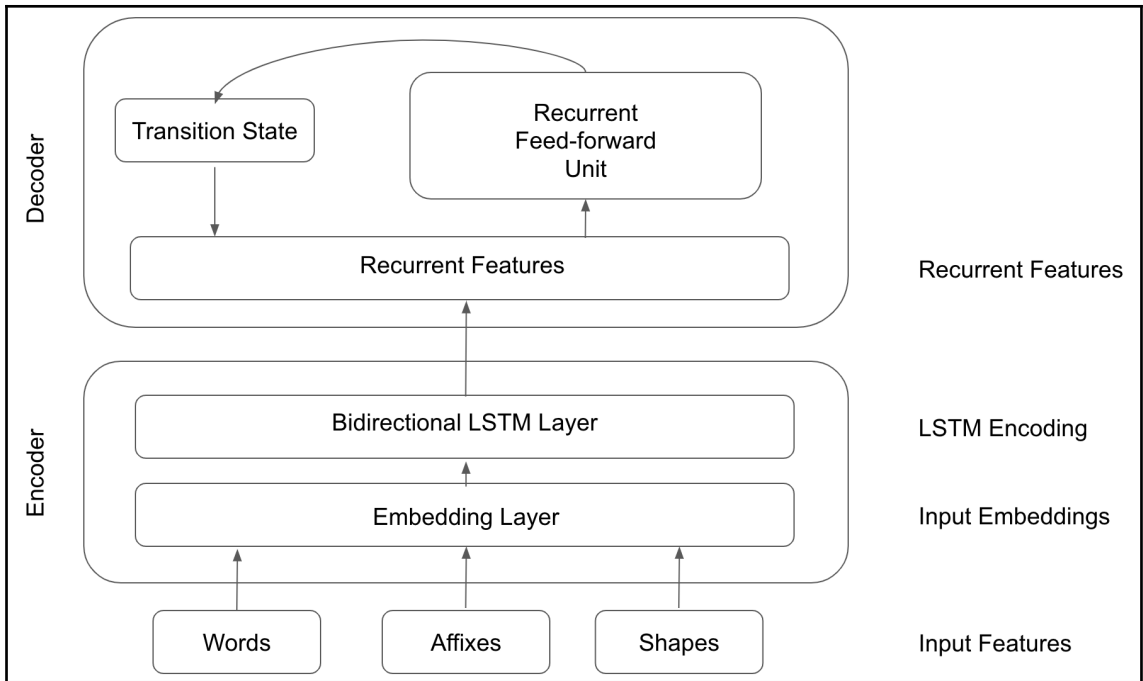 Decoder
Transition State
Recurrent
Feed-forward
Unit
Recurrent Features
Recurrent Features
Encoder
Bidirectional LSTM Layer
LSTM Encoding
Embedding Layer
Input Embeddings
Words
Affixes
Shapes
Input Features